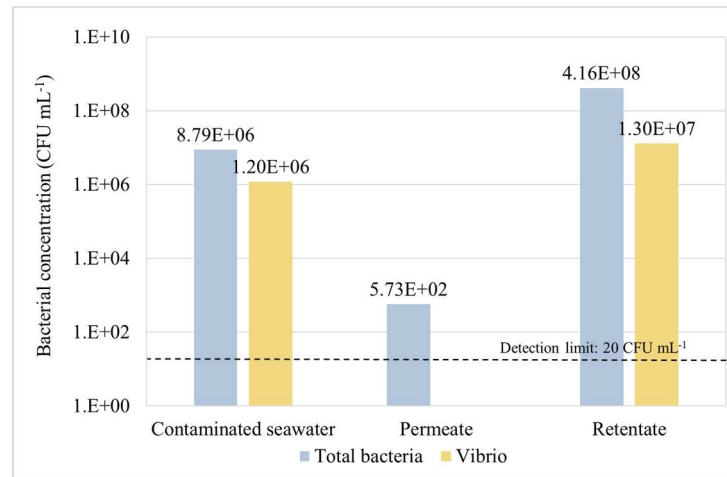 Bacterial concentration (CFU mL⁻¹)
1.E+10
1.E+08
1.E+06
1.E+04
1.E+02
1.E+00
8.79E+06
1.20E+06
5.73E+02
4.16E+08
1.30E+07
Detection limit: 20 CFU mL⁻¹
Contaminated seawater Permeate Retentate
Total bacteria Vibrio